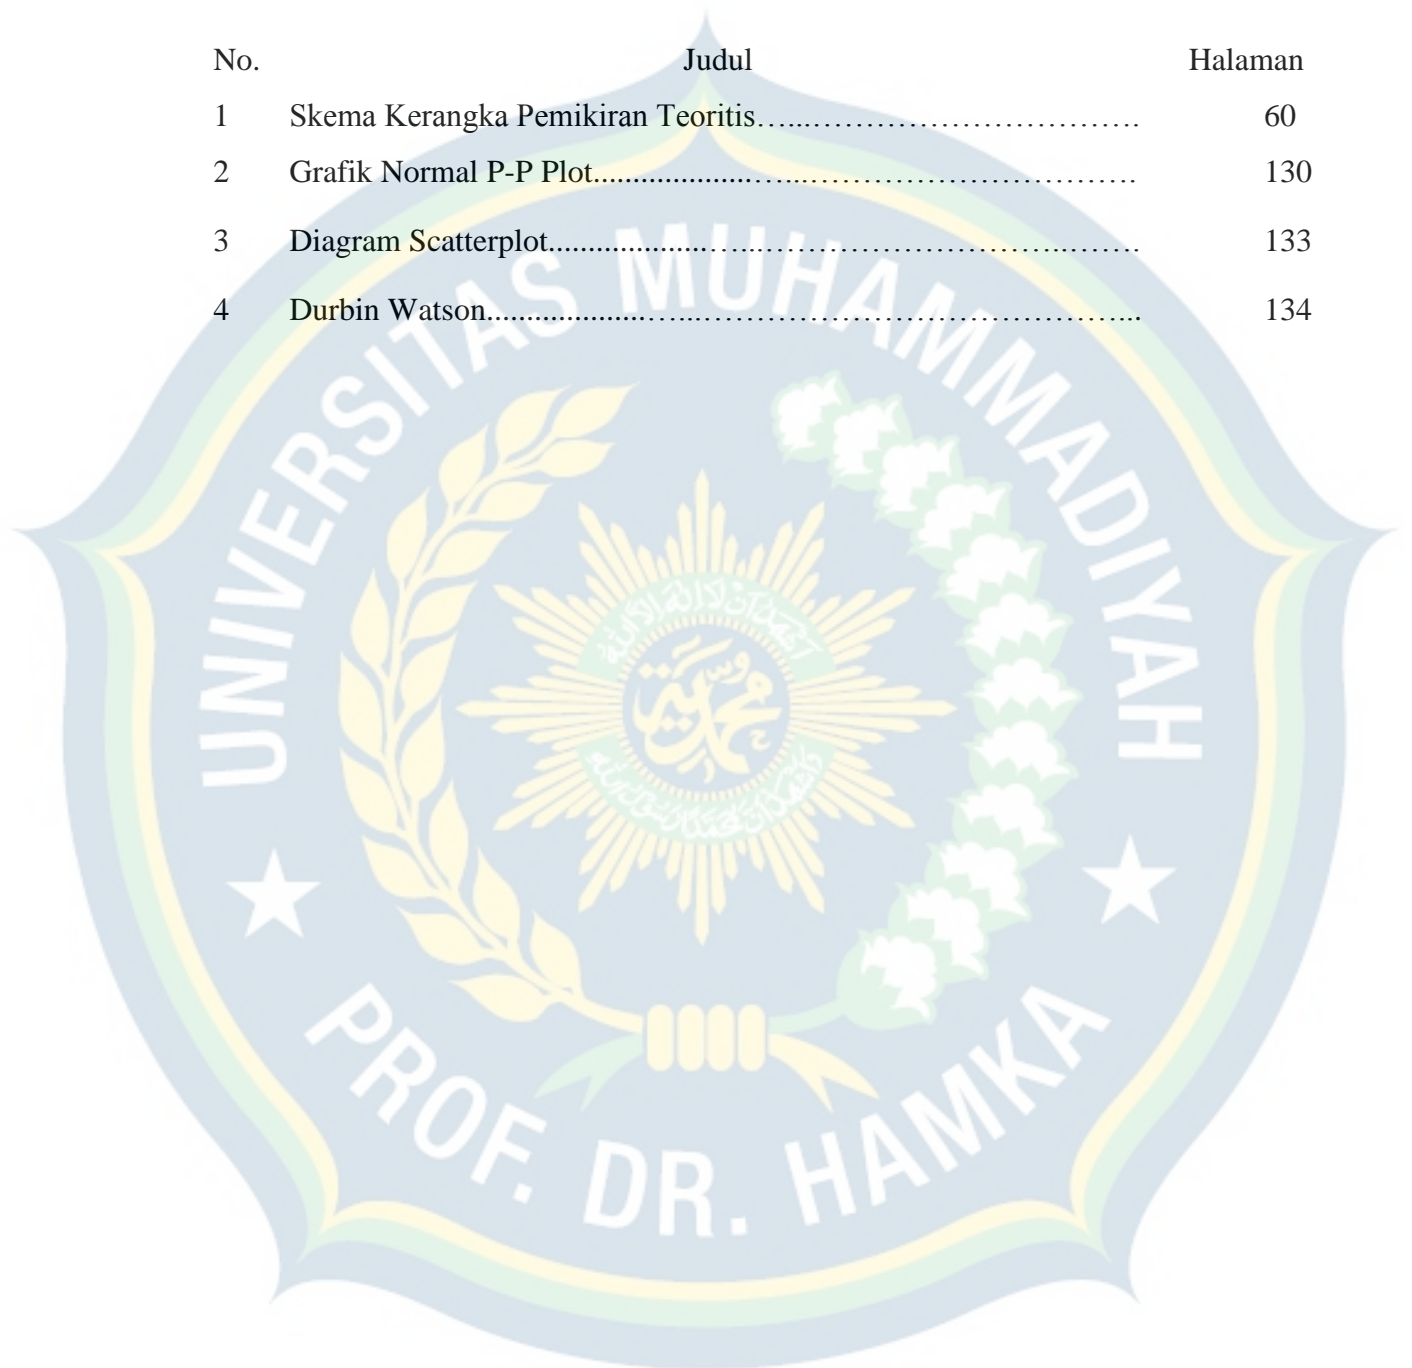 No. Judul Halaman
1 Skema Kerangka Pemikiran Teoritis…...…………………………. 60
2 Grafik Normal P-P Plot....................…...………………………… 130
3 Diagram Scatterplot....................…...………………………..……. 133
4 Durbin Watson....................…...………………………………….. 134
UNIVERSITAS MUHAMMADIYAH
محمدية
PROF. DR. HAMKA